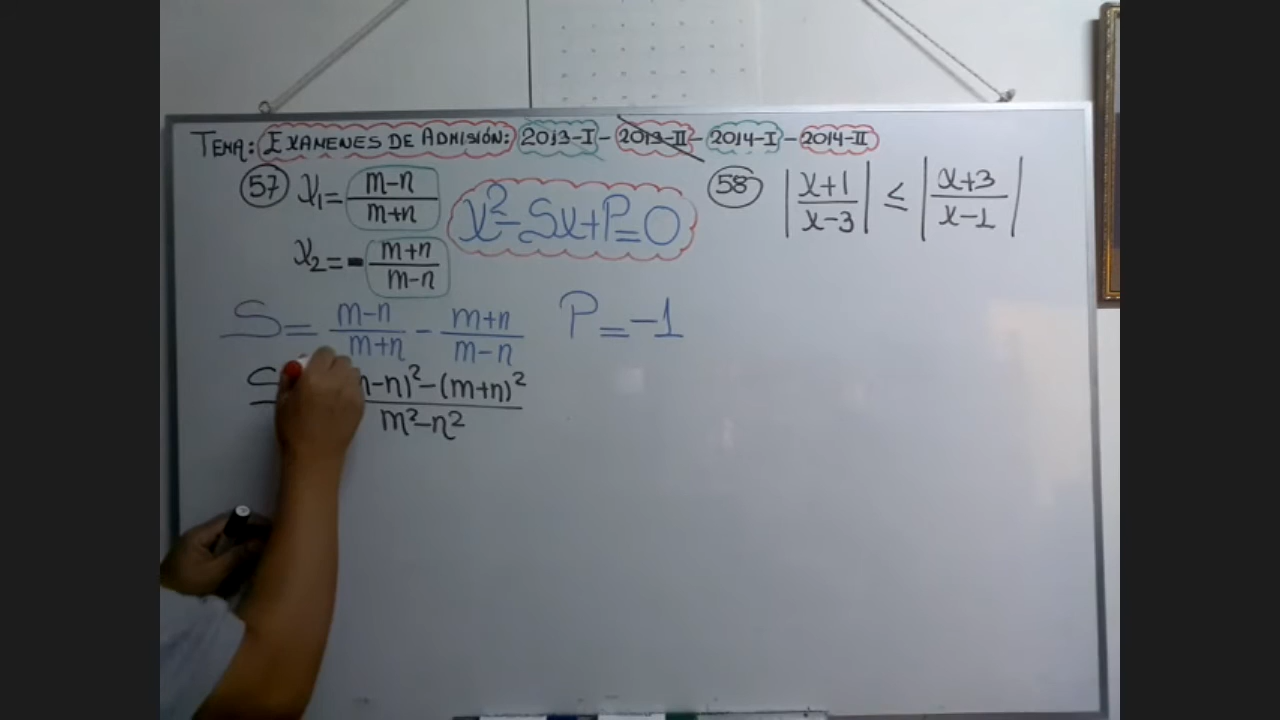 TEMA: EXAMENES DE ADMISIÓN: 2013-I - 2013-II - 2014-I - 2014-II
57 x₁ = (m-n)/(m+n)
x₂ = - (m+n)/(m-n)
x² - Sx + P = 0
S = (m-n)/(m+n) - (m+n)/(m-n) P = -1
S -n)² - (m+n)² / m² - n²
58 |(x+1)/(x-3)| ≤ |(x+3)/(x-1)|